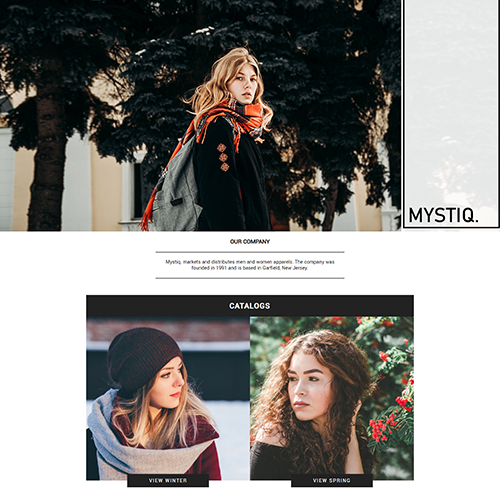 MYSTIQ.
OUR COMPANY
Mystiq, markets and distributes men and women apparels. The company was
founded in 1991 and is based in Garfield, New Jersey.
CATALOGS
VIEW WINTER
VIEW SPRING